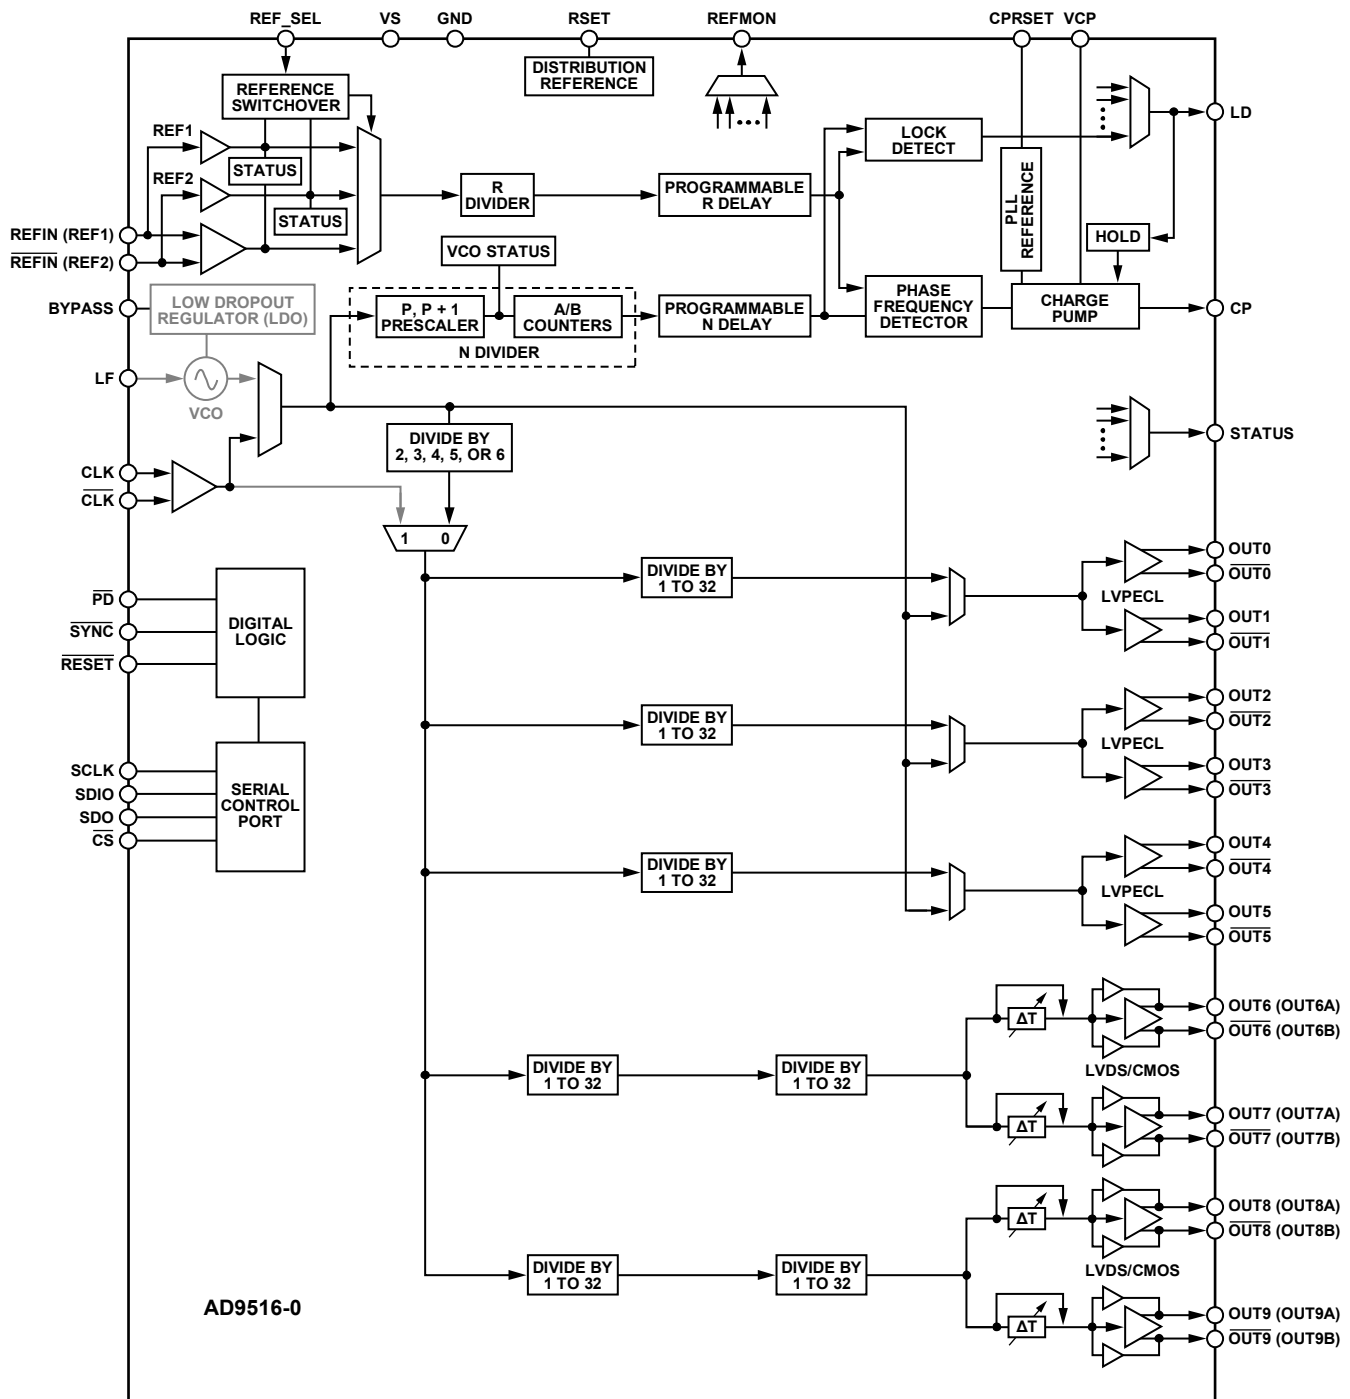 REF_SEL VS GND RSET REFMON CPRSET VCP
DISTRIBUTION
REFERENCE
REFERENCE
SWITCHOVER
REF1
STATUS
REF2
STATUS
REFIN (REF1)
REFIN (REF2)
R
DIVIDER
PROGRAMMABLE
R DELAY
LOCK
DETECT
PLL
REFERENCE
LD
HOLD
VCO STATUS
BYPASS
LOW DROPOUT
REGULATOR (LDO)
P, P + 1
PRESCALER
A/B
COUNTERS
N DIVIDER
PROGRAMMABLE
N DELAY
PHASE
FREQUENCY
DETECTOR
CHARGE
PUMP
CP
LF
VCO
STATUS
DIVIDE BY
2, 3, 4, 5, OR 6
CLK
CLK
1 0
PD
SYNC
RESET
DIGITAL
LOGIC
SCLK
SDIO
SDO
CS
SERIAL
CONTROL
PORT
DIVIDE BY
1 TO 32
LVPECL
OUT0
OUT0
OUT1
OUT1
DIVIDE BY
1 TO 32
LVPECL
OUT2
OUT2
OUT3
OUT3
DIVIDE BY
1 TO 32
LVPECL
OUT4
OUT4
OUT5
OUT5
DIVIDE BY
1 TO 32
DIVIDE BY
1 TO 32
ΔT
ΔT
LVDS/CMOS
OUT6 (OUT6A)
OUT6 (OUT6B)
OUT7 (OUT7A)
OUT7 (OUT7B)
DIVIDE BY
1 TO 32
DIVIDE BY
1 TO 32
ΔT
ΔT
LVDS/CMOS
OUT8 (OUT8A)
OUT8 (OUT8B)
OUT9 (OUT9A)
OUT9 (OUT9B)
AD9516-0